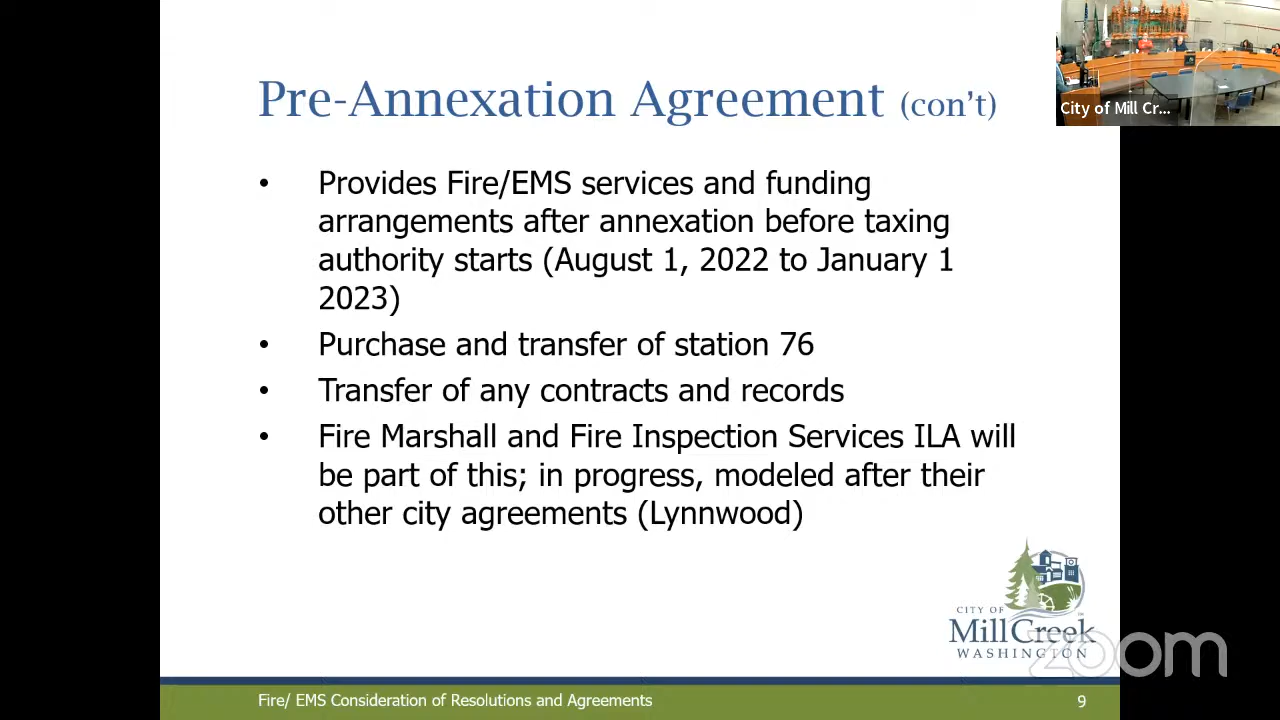 Pre-Annexation Agreement (con’t)
City of Mill Cr...
• Provides Fire/EMS services and funding
arrangements after annexation before taxing
authority starts (August 1, 2022 to January 1
2023)
• Purchase and transfer of station 76
• Transfer of any contracts and records
• Fire Marshall and Fire Inspection Services ILA will
be part of this; in progress, modeled after their
other city agreements (Lynnwood)
CITY OF
Mill Creek
WASHINGTON
zoom
Fire/ EMS Consideration of Resolutions and Agreements
9